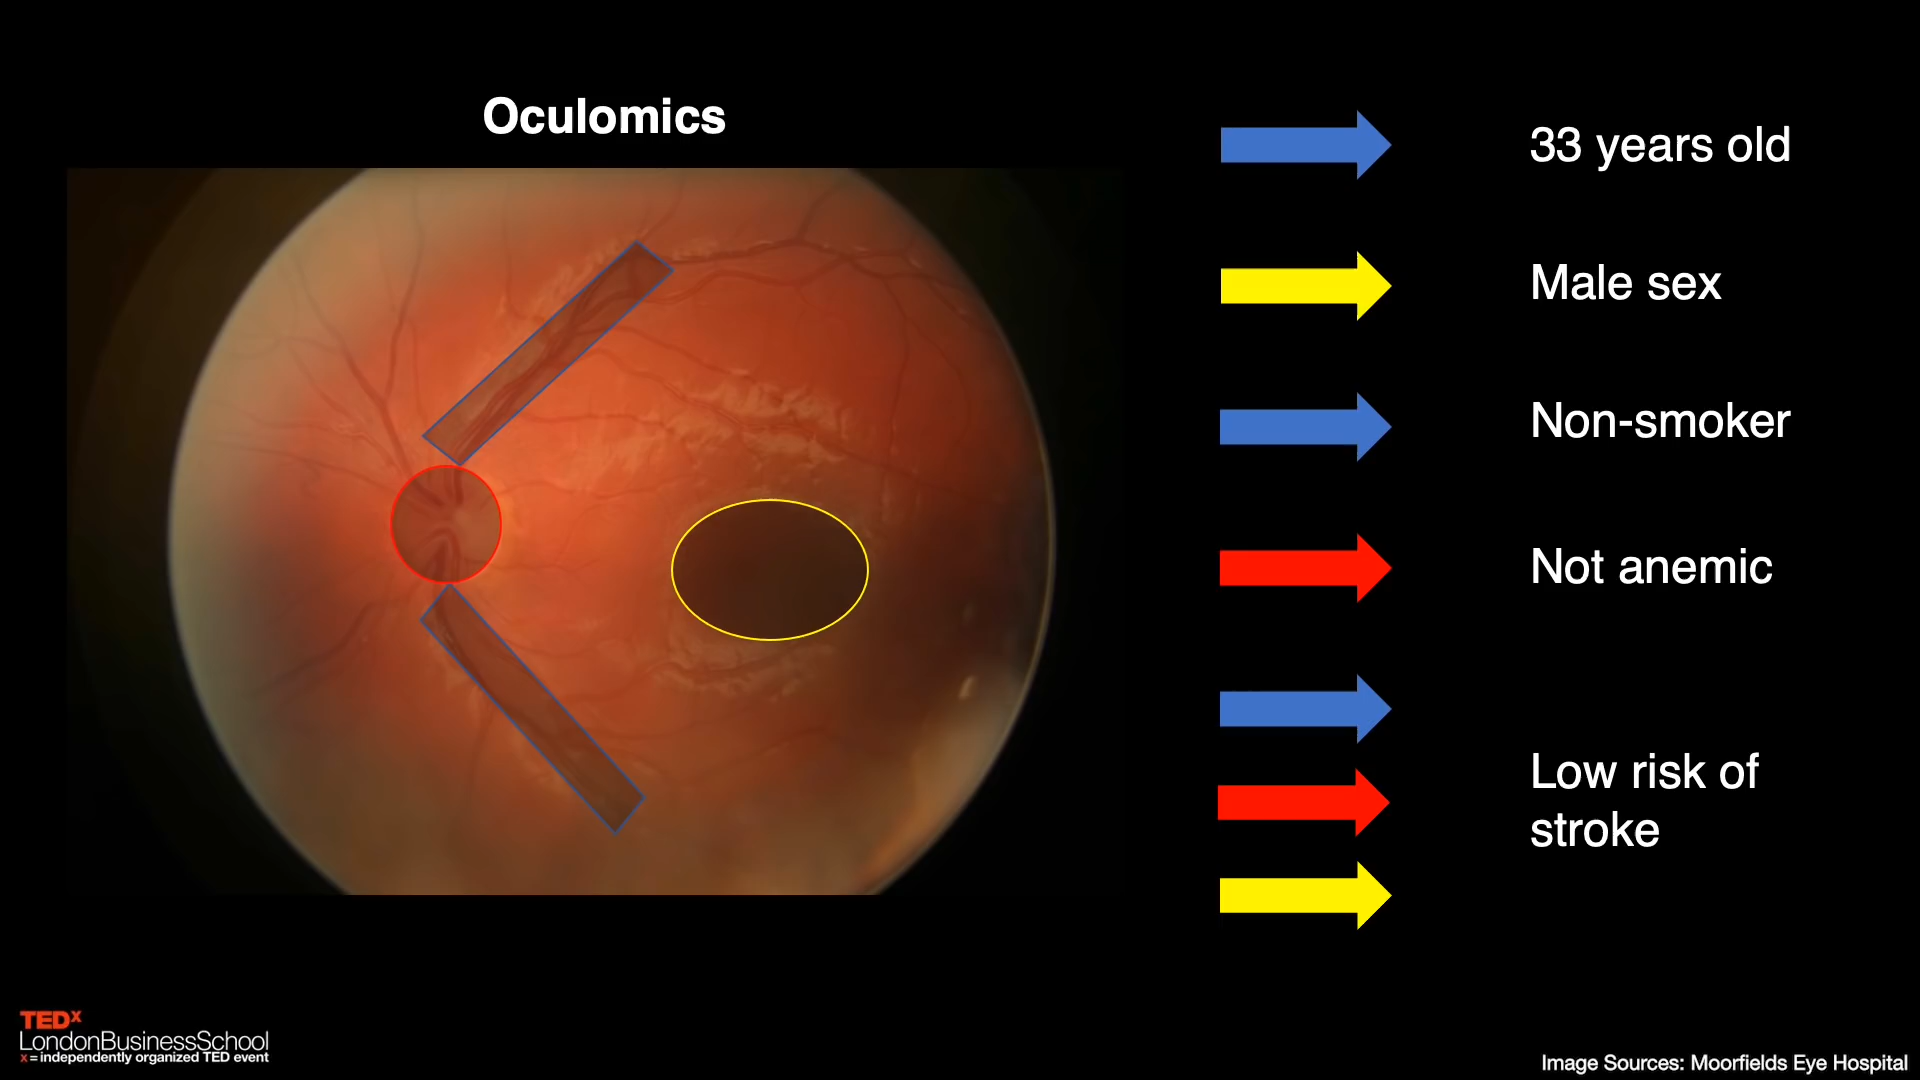 Oculomics
33 years old
Male sex
Non-smoker
Not anemic
Low risk of
stroke
TEDx
LondonBusinessSchool
x = independently organized TED event
Image Sources: Moorfields Eye Hospital